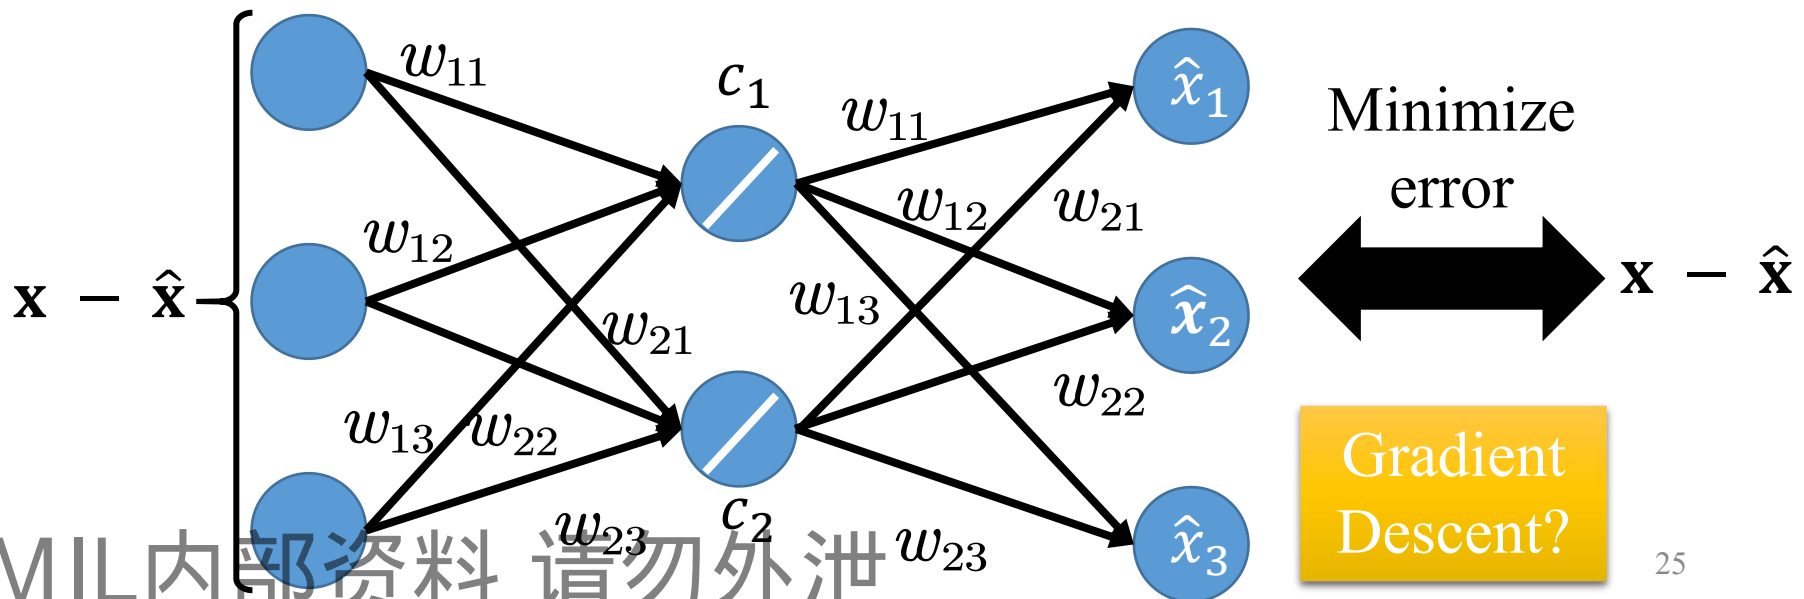 w₁₁
c₁
x̂₁
w₁₁
Minimize
error
w₁₂
w₁₂
w₂₁
x − x̂
w₂₁
w₁₃
x̂₂
x − x̂
w₁₃
w₂₂
w₂₂
Gradient
Descent?
w₂₃
c₂
w₂₃
x̂₃
MIL内部资料 请勿外泄
25